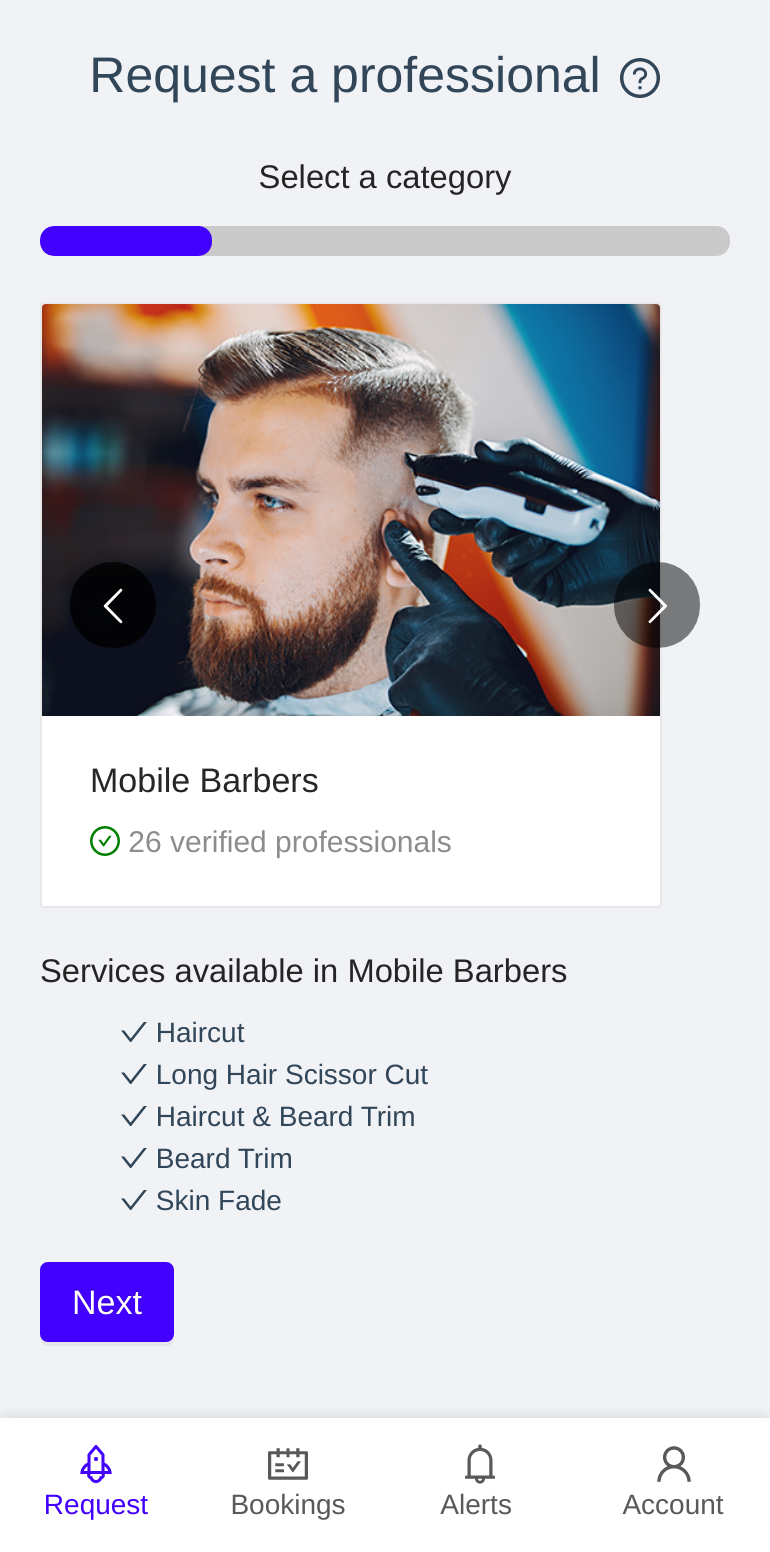 Request a professional
Select a category
Mobile Barbers
26 verified professionals
Services available in Mobile Barbers
Haircut
Long Hair Scissor Cut
Haircut & Beard Trim
Beard Trim
Skin Fade
Next
Request
Bookings
Alerts
Account